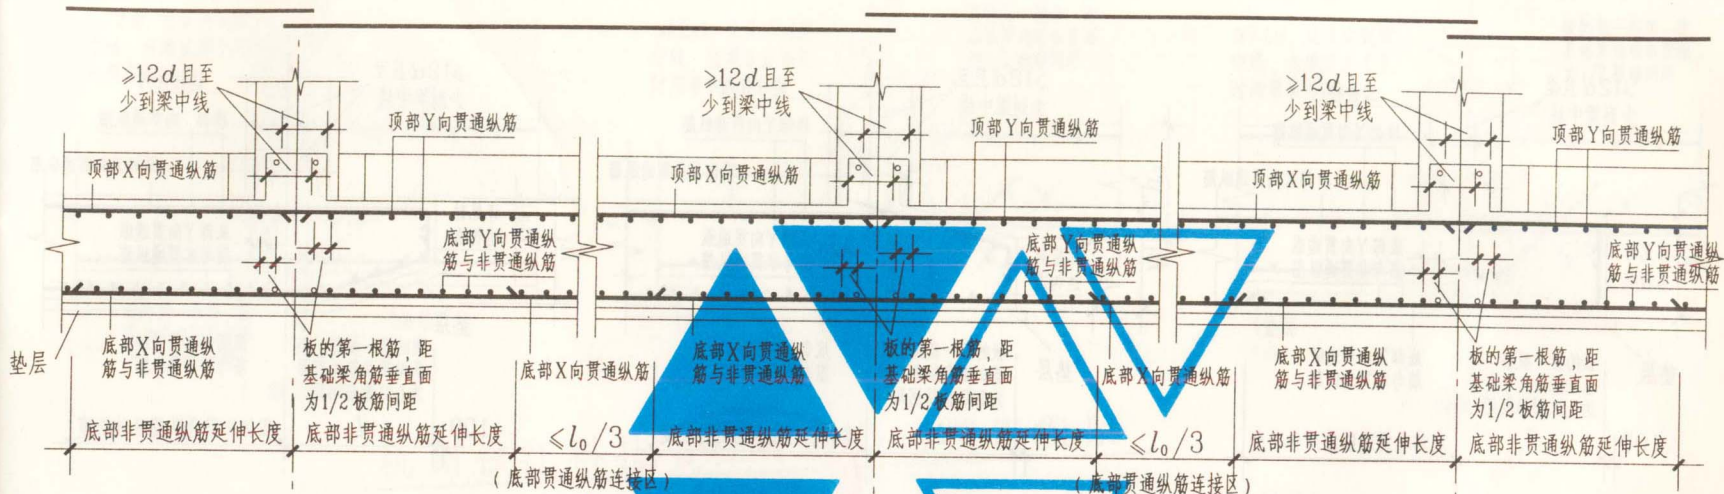 ≥12d且至
少到梁中线
顶部Y向贯通纵筋
顶部X向贯通纵筋
底部Y向贯通纵
筋与非贯通纵筋
≥12d且至
少到梁中线
顶部Y向贯通纵筋
顶部X向贯通纵筋
底部Y向贯通纵
筋与非贯通纵筋
≥12d且至
少到梁中线
顶部Y向贯通纵筋
顶部X向贯通纵筋
底部Y向贯通纵
筋与非贯通纵筋
垫层
底部X向贯通纵
筋与非贯通纵筋
板的第一根筋，距
基础梁角筋垂直面
为1/2板筋间距
底部X向贯通纵筋
底部X向贯通纵
筋与非贯通纵筋
板的第一根筋，距
基础梁角筋垂直面
为1/2板筋间距
底部X向贯通纵筋
底部X向贯通纵
筋与非贯通纵筋
板的第一根筋，距
基础梁角筋垂直面
为1/2板筋间距
底部非贯通纵筋延伸长度
底部非贯通纵筋延伸长度
≤l₀/3
底部非贯通纵筋延伸长度
底部非贯通纵筋延伸长度
≤l₀/3
底部非贯通纵筋延伸长度
底部非贯通纵筋延伸长度
（底部贯通纵筋连接区）
（底部贯通纵筋连接区）